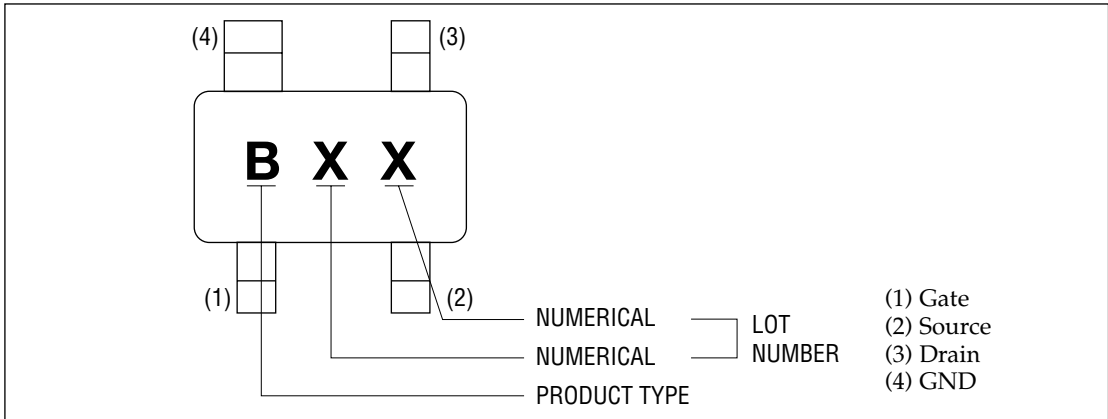 (4)
(3)
B X X
(1)
(2)
NUMERICAL
NUMERICAL
PRODUCT TYPE
LOT
NUMBER
(1) Gate
(2) Source
(3) Drain
(4) GND